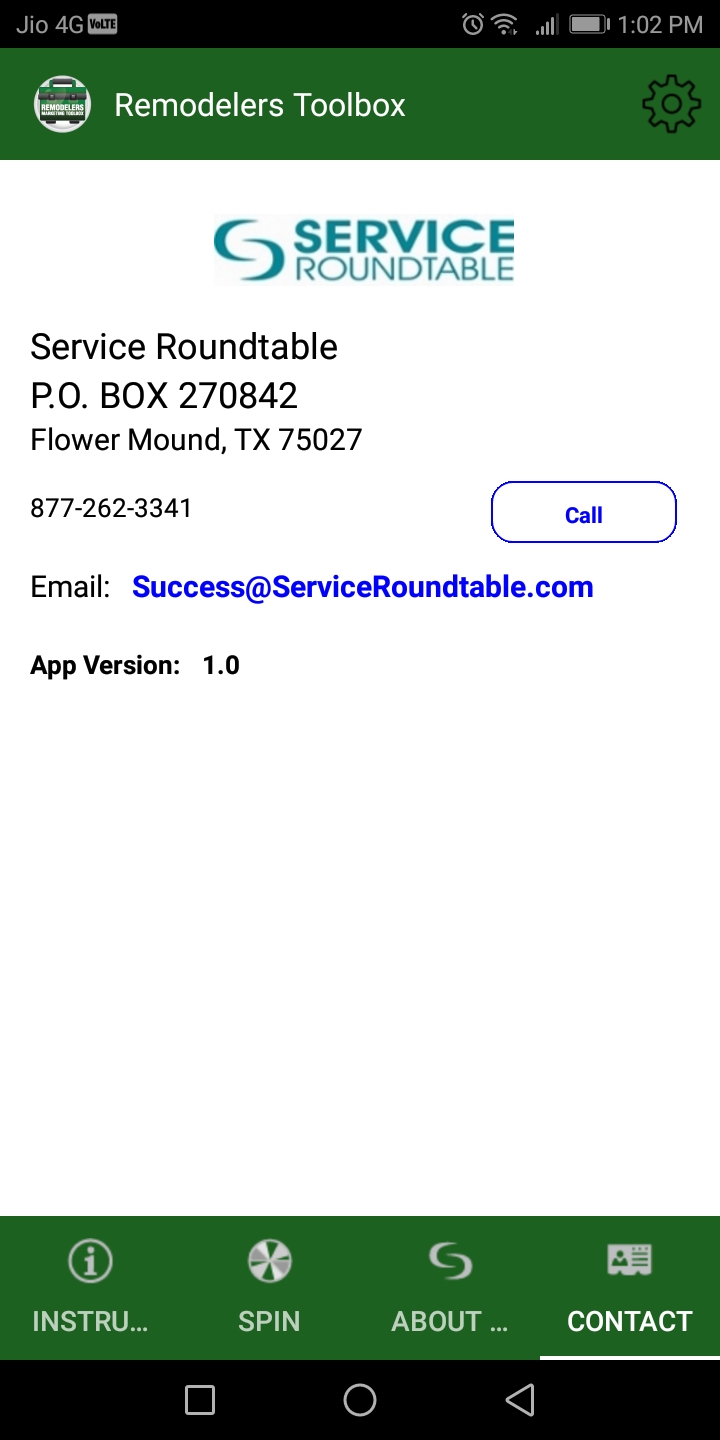 Jio 4G VoLTE 1:02 PM
REMODELERS
MARKETING TOOLBOX
Remodelers Toolbox
SERVICE
ROUNDTABLE
Service Roundtable
P.O. BOX 270842
Flower Mound, TX 75027
877-262-3341 Call
Email: Success@ServiceRoundtable.com
App Version: 1.0
INSTRU... SPIN ABOUT ... CONTACT